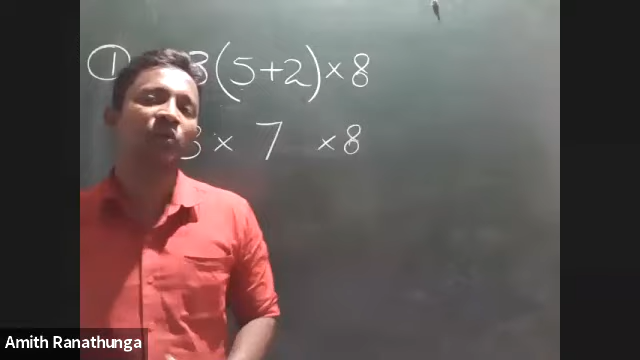 ① 3(5+2)×8
3 × 7 ×8
Amith Ranathunga